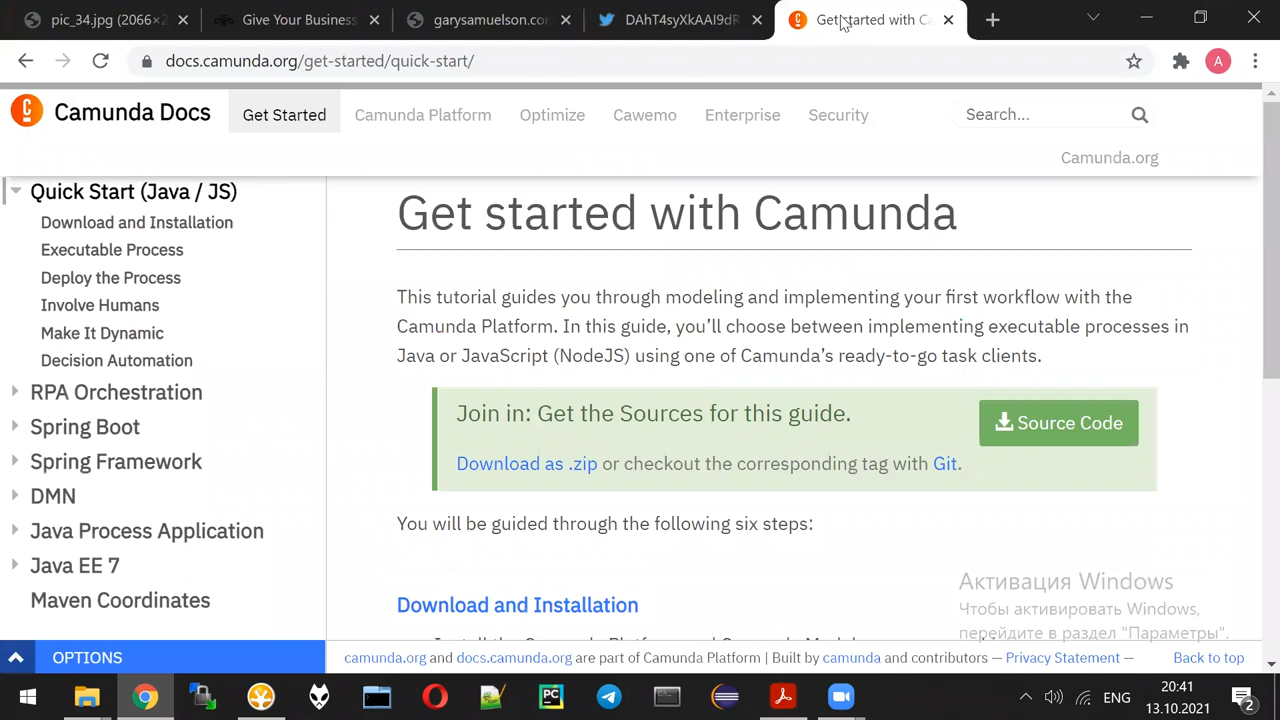 pic_34.jpg (2066×2
Give Your Business
garysamuelson.co
DAhT4syXkAAI9dR
Get started with Ca
docs.camunda.org/get-started/quick-start/
A
Camunda Docs
Get Started
Camunda Platform
Optimize
Cawemo
Enterprise
Security
Search...
Camunda.org
Quick Start (Java / JS)
Download and Installation
Executable Process
Deploy the Process
Involve Humans
Make It Dynamic
Decision Automation
RPA Orchestration
Spring Boot
Spring Framework
DMN
Java Process Application
Java EE 7
Maven Coordinates
OPTIONS
Get started with Camunda
This tutorial guides you through modeling and implementing your first workflow with the
Camunda Platform. In this guide, you’ll choose between implementing executable processes in
Java or JavaScript (NodeJS) using one of Camunda’s ready-to-go task clients.
Join in: Get the Sources for this guide.
Source Code
Download as .zip or checkout the corresponding tag with Git.
You will be guided through the following six steps:
Download and Installation
Активация Windows
Чтобы активировать Windows,
перейдите в раздел "Параметры".
camunda.org and docs.camunda.org are part of Camunda Platform | Built by camunda and contributors — Privacy Statement —
Back to top
PC
ENG
20:41
13.10.2021
2